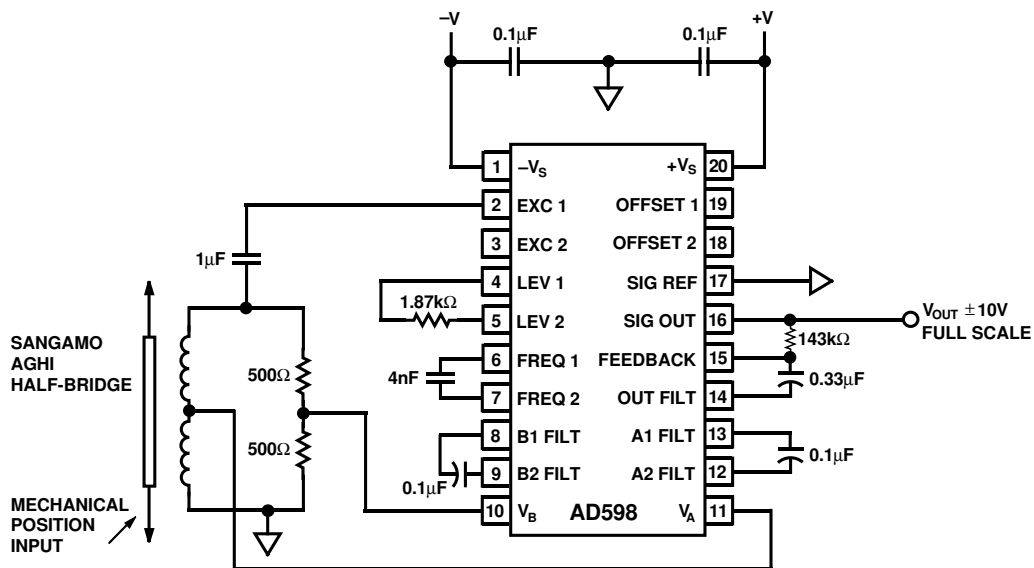 –V
0.1µF
0.1µF
+V
1 –VS
+VS 20
2 EXC 1
OFFSET 1 19
3 EXC 2
OFFSET 2 18
1µF
4 LEV 1
SIG REF 17
1.87kΩ
5 LEV 2
SIG OUT 16
VOUT ±10V
FULL SCALE
143kΩ
SANGAMO
AGHI
HALF-BRIDGE
500Ω
6 FREQ 1
FEEDBACK 15
4nF
0.33µF
7 FREQ 2
OUT FILT 14
500Ω
8 B1 FILT
A1 FILT 13
0.1µF
9 B2 FILT
A2 FILT 12
0.1µF
10 VB
AD598
VA 11
MECHANICAL
POSITION
INPUT